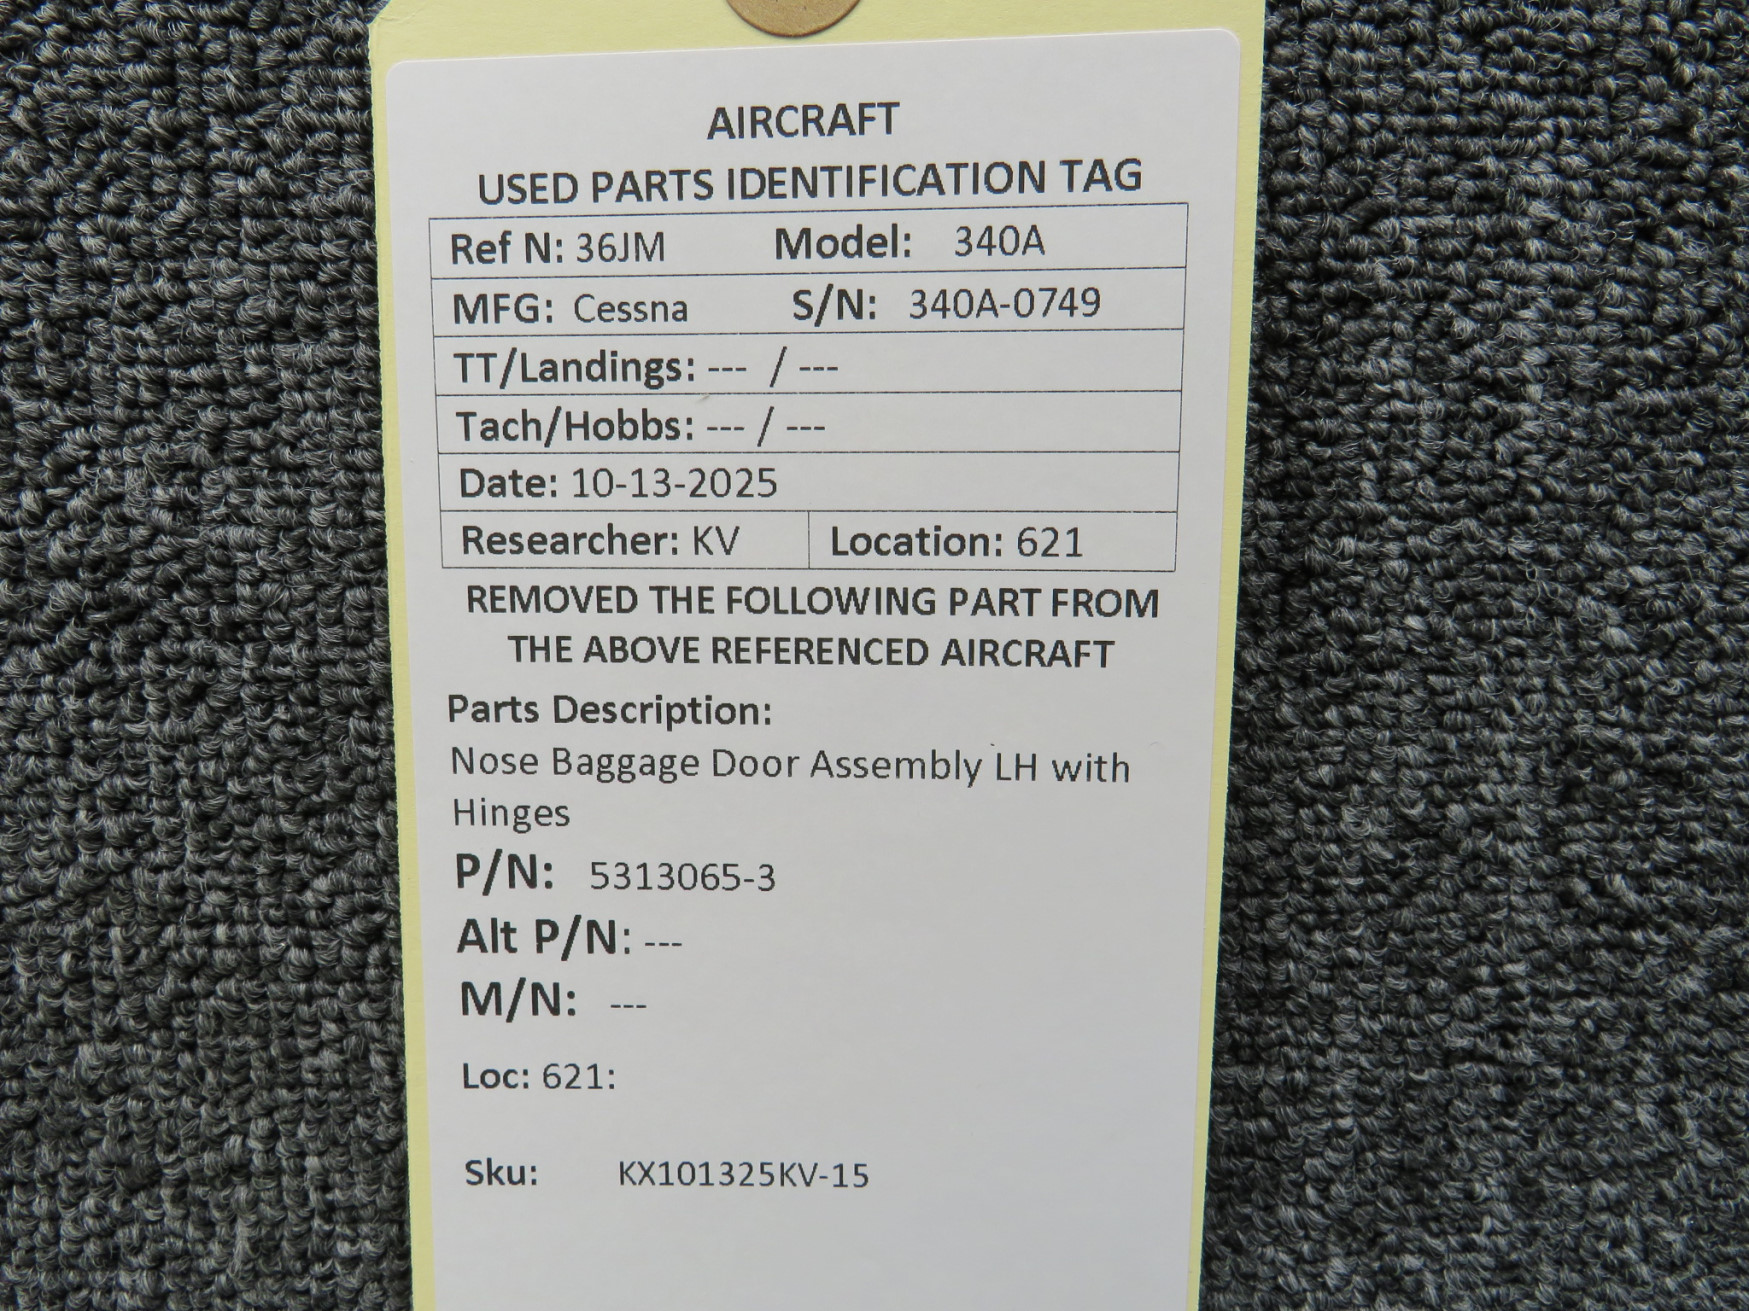 AIRCRAFT
USED PARTS IDENTIFICATION TAG
Ref N: 36JM Model: 340A
MFG: Cessna S/N: 340A-0749
TT/Landings: --- / ---
Tach/Hobbs: --- / ---
Date: 10-13-2025
Researcher: KV Location: 621
REMOVED THE FOLLOWING PART FROM
THE ABOVE REFERENCED AIRCRAFT
Parts Description:
Nose Baggage Door Assembly LH with
Hinges
P/N: 5313065-3
Alt P/N: ---
M/N: ---
Loc: 621:
Sku: KX101325KV-15